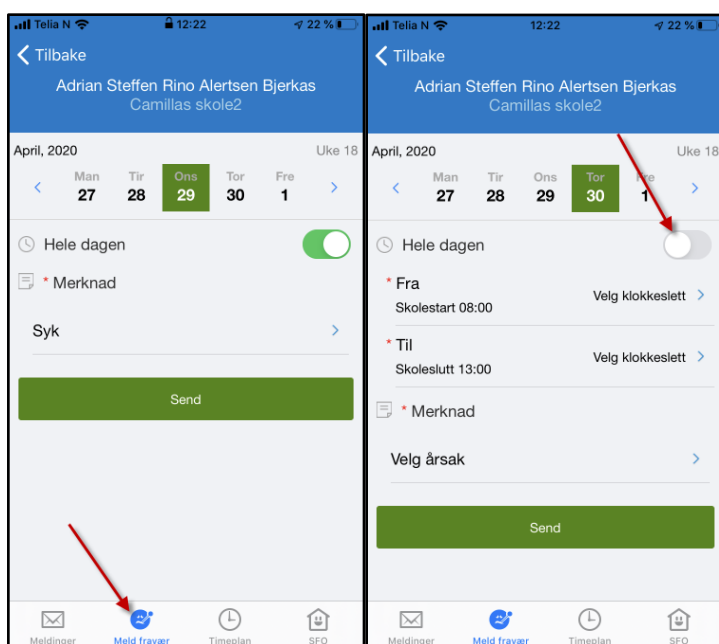 Telia N 12:22 22 %
Tilbake
Adrian Steffen Rino Alertsen Bjerkas
Camillas skole2
April, 2020 Uke 18
Man Tir Ons Tor Fre
27 28 29 30 1
Hele dagen
* Merknad
Syk
Send
Meldinger Meld fravær Timeplan SFO
Telia N 12:22 22 %
Tilbake
Adrian Steffen Rino Alertsen Bjerkas
Camillas skole2
April, 2020 Uke 18
Man Tir Ons Tor Fre
27 28 29 30 1
Hele dagen
* Fra
Skolestart 08:00 Velg klokkeslett
* Til
Skoleslutt 13:00 Velg klokkeslett
* Merknad
Velg årsak
Send
Meldinger Meld fravær Timeplan SFO